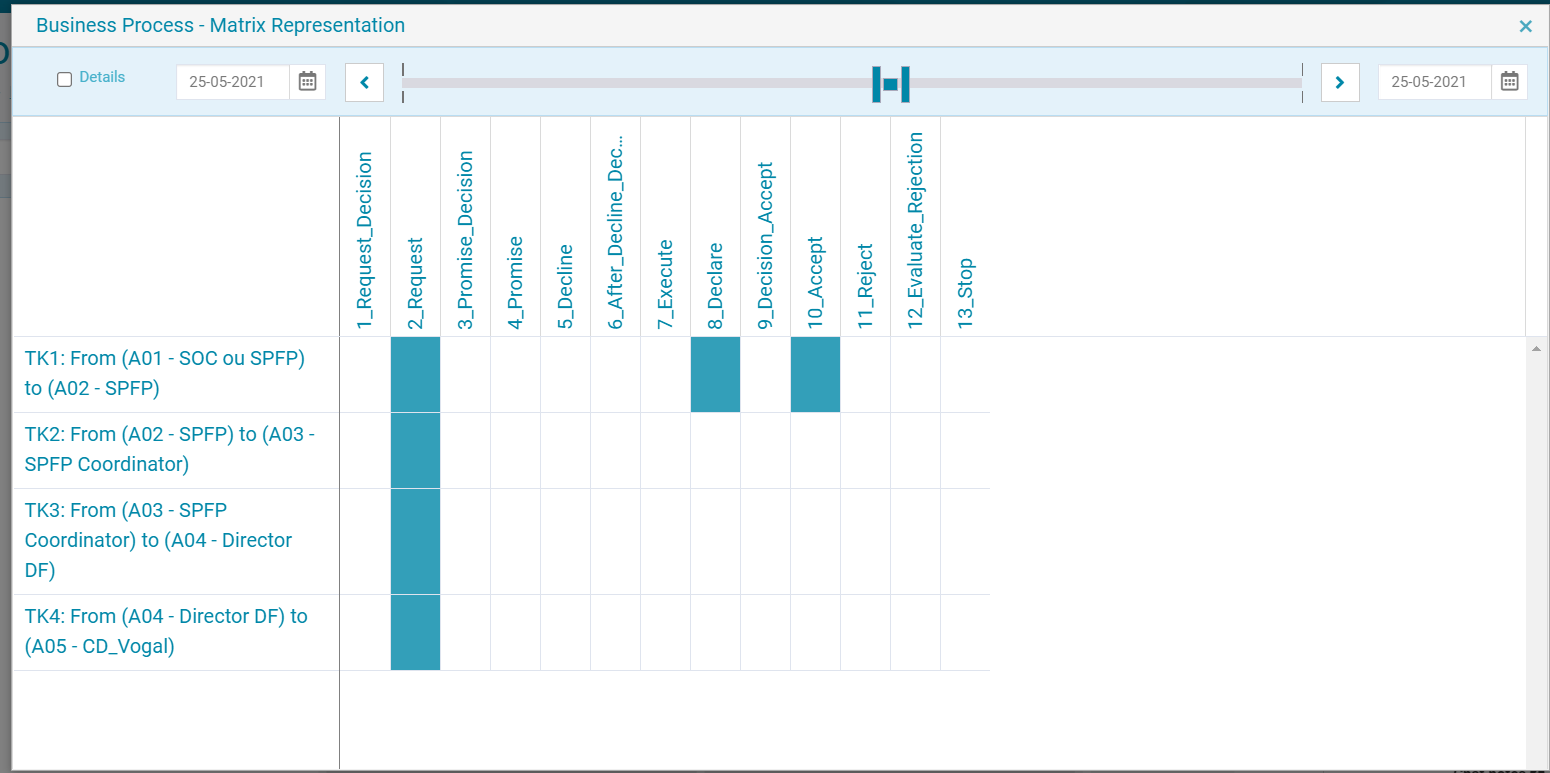 Business Process - Matrix Representation
Details
25-05-2021
25-05-2021
1_Request_Decision
2_Request
3_Promise_Decision
4_Promise
5_Decline
6_After_Decline_Dec...
7_Execute
8_Declare
9_Decision_Accept
10_Accept
11_Reject
12_Evaluate_Rejection
13_Stop
TK1: From (A01 - SOC ou SPFP)
to (A02 - SPFP)
TK2: From (A02 - SPFP) to (A03 -
SPFP Coordinator)
TK3: From (A03 - SPFP
Coordinator) to (A04 - Director
DF)
TK4: From (A04 - Director DF) to
(A05 - CD_Vogal)